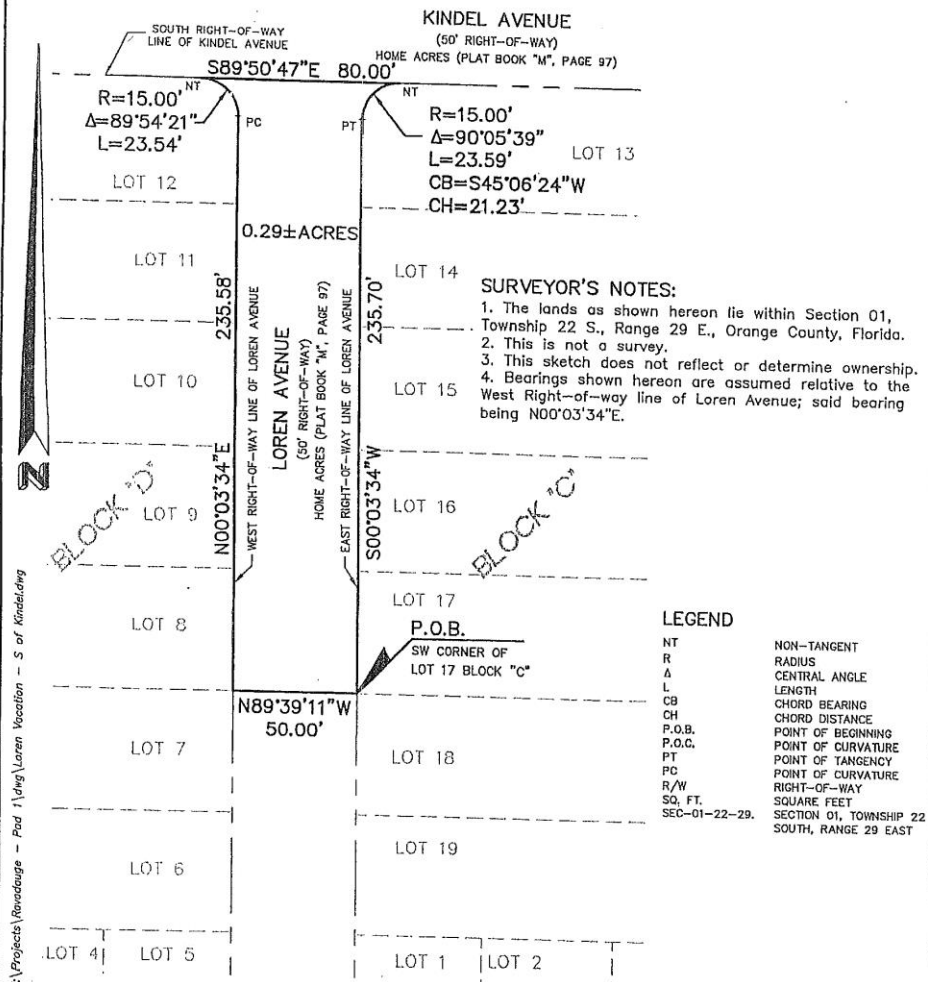 KINDEL AVENUE
(50' RIGHT-OF-WAY)
HOME ACRES (PLAT BOOK "M", PAGE 97)
SOUTH RIGHT-OF-WAY
LINE OF KINDEL AVENUE
S89°50'47"E 80.00'
NT
NT
R=15.00'
Δ=89°54'21"
L=23.54'
PC
PT
R=15.00'
Δ=90°05'39"
L=23.59'
CB=S45°06'24"W
CH=21.23'
LOT 13
LOT 12
0.29±ACRES
LOT 11
LOT 14
235.58'
N00°03'34"E
WEST RIGHT-OF-WAY LINE OF LOREN AVENUE
LOREN AVENUE
(50' RIGHT-OF-WAY)
HOME ACRES (PLAT BOOK "M", PAGE 97)
EAST RIGHT-OF-WAY LINE OF LOREN AVENUE
235.70'
S00°03'34"W
SURVEYOR'S NOTES:
1. The lands as shown hereon lie within Section 01,
Township 22 S., Range 29 E., Orange County, Florida.
2. This is not a survey.
3. This sketch does not reflect or determine ownership.
4. Bearings shown hereon are assumed relative to the
West Right-of-way line of Loren Avenue; said bearing
being N00°03'34"E.
LOT 10
LOT 15
N
BLOCK "D"
LOT 9
LOT 16
BLOCK "C"
LOT 8
LOT 17
P.O.B.
SW CORNER OF
LOT 17 BLOCK "C"
N89°39'11"W
50.00'
LOT 7
LOT 18
LOT 6
LOT 19
LOT 4
LOT 5
LOT 1
LOT 2
LEGEND
NT NON-TANGENT
R RADIUS
Δ CENTRAL ANGLE
L LENGTH
CB CHORD BEARING
CH CHORD DISTANCE
P.O.B. POINT OF BEGINNING
P.O.C. POINT OF CURVATURE
PT POINT OF TANGENCY
PC POINT OF CURVATURE
R/W RIGHT-OF-WAY
SQ. FT. SQUARE FEET
SEC-01-22-29. SECTION 01, TOWNSHIP 22
SOUTH, RANGE 29 EAST
:\Projects\Ravadauge - Pad 1\dwg\Loren Vacation - S of Kindel.dwg